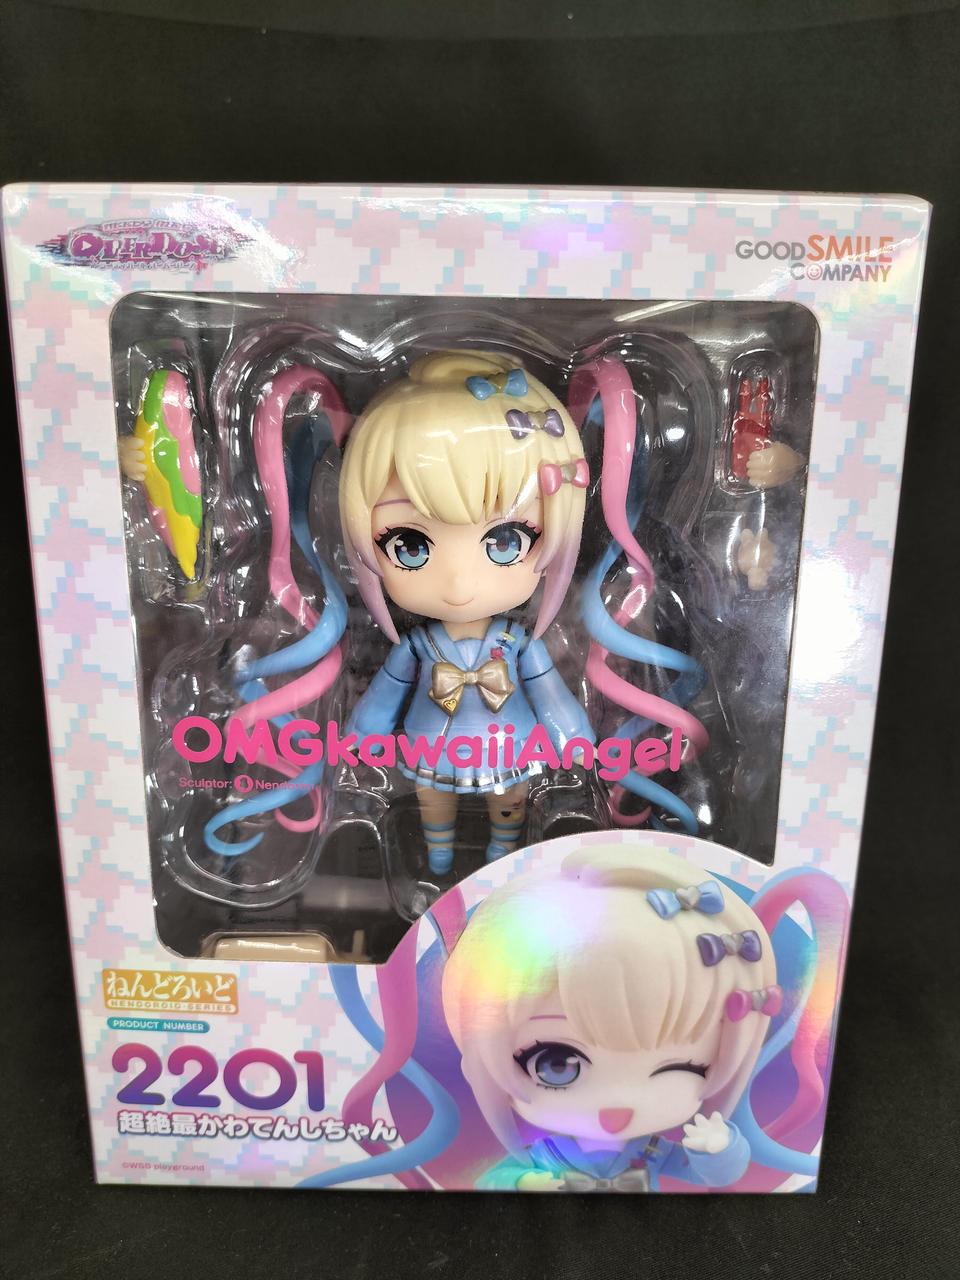 OVERDOSE
GOOD SMILE
COMPANY
OMGkawaiiAngel
Sculptor:
ねんどろいど
NENDOROID SERIES
PRODUCT NUMBER
2201
超絶最かわてんしちゃん
©WSS playground